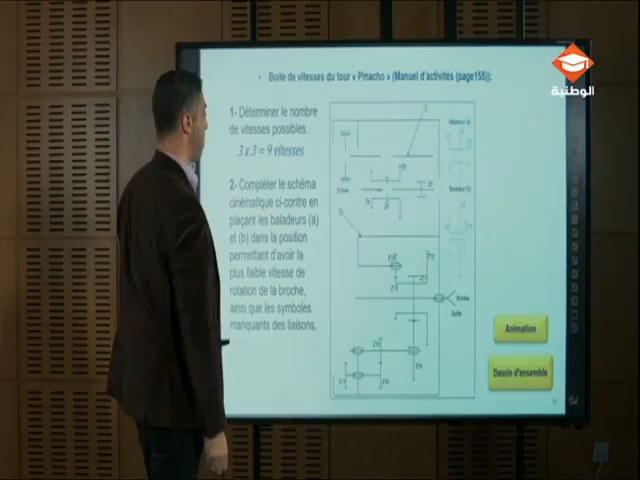 • Boite de vitesses du tour « Pinacho » (Manuel d'activités (page155)):
الوطنية
1- Déterminer le nombre
de vitesses possibles.
3 x 3 = 9 vitesses
2- Compléter le schéma
cinématique ci-contre en
plaçant les baladeurs (a)
et (b) dans la position
permettant d'avoir la
plus faible vitesse de
rotation de la broche,
ainsi que les symboles
manquants des liaisons.
Baladeur (a)
Baladeur (b)
Broche
Animation
Dessin d'ensemble